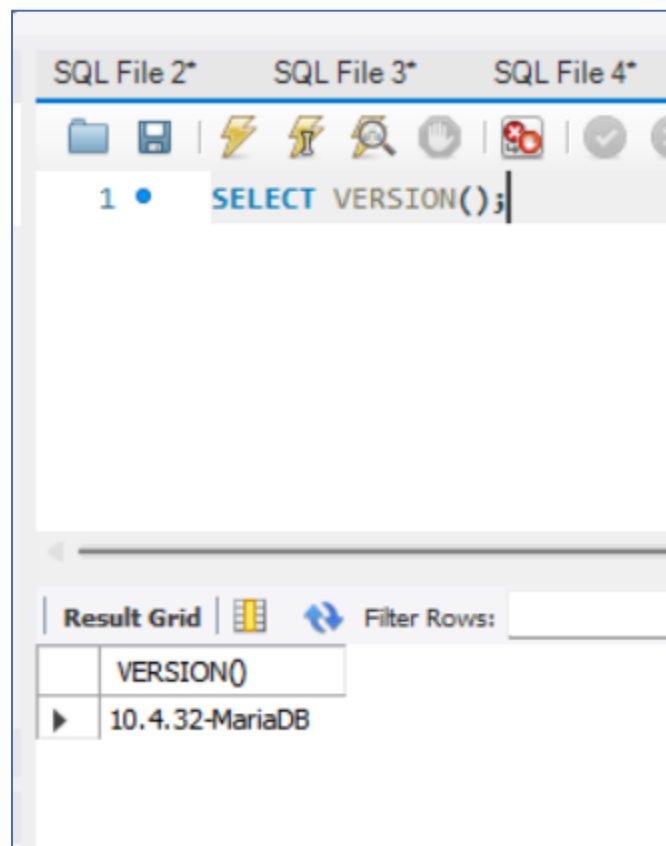 SQL File 2* SQL File 3* SQL File 4*
1 SELECT VERSION();
Result Grid Filter Rows:
VERSION()
10.4.32-MariaDB